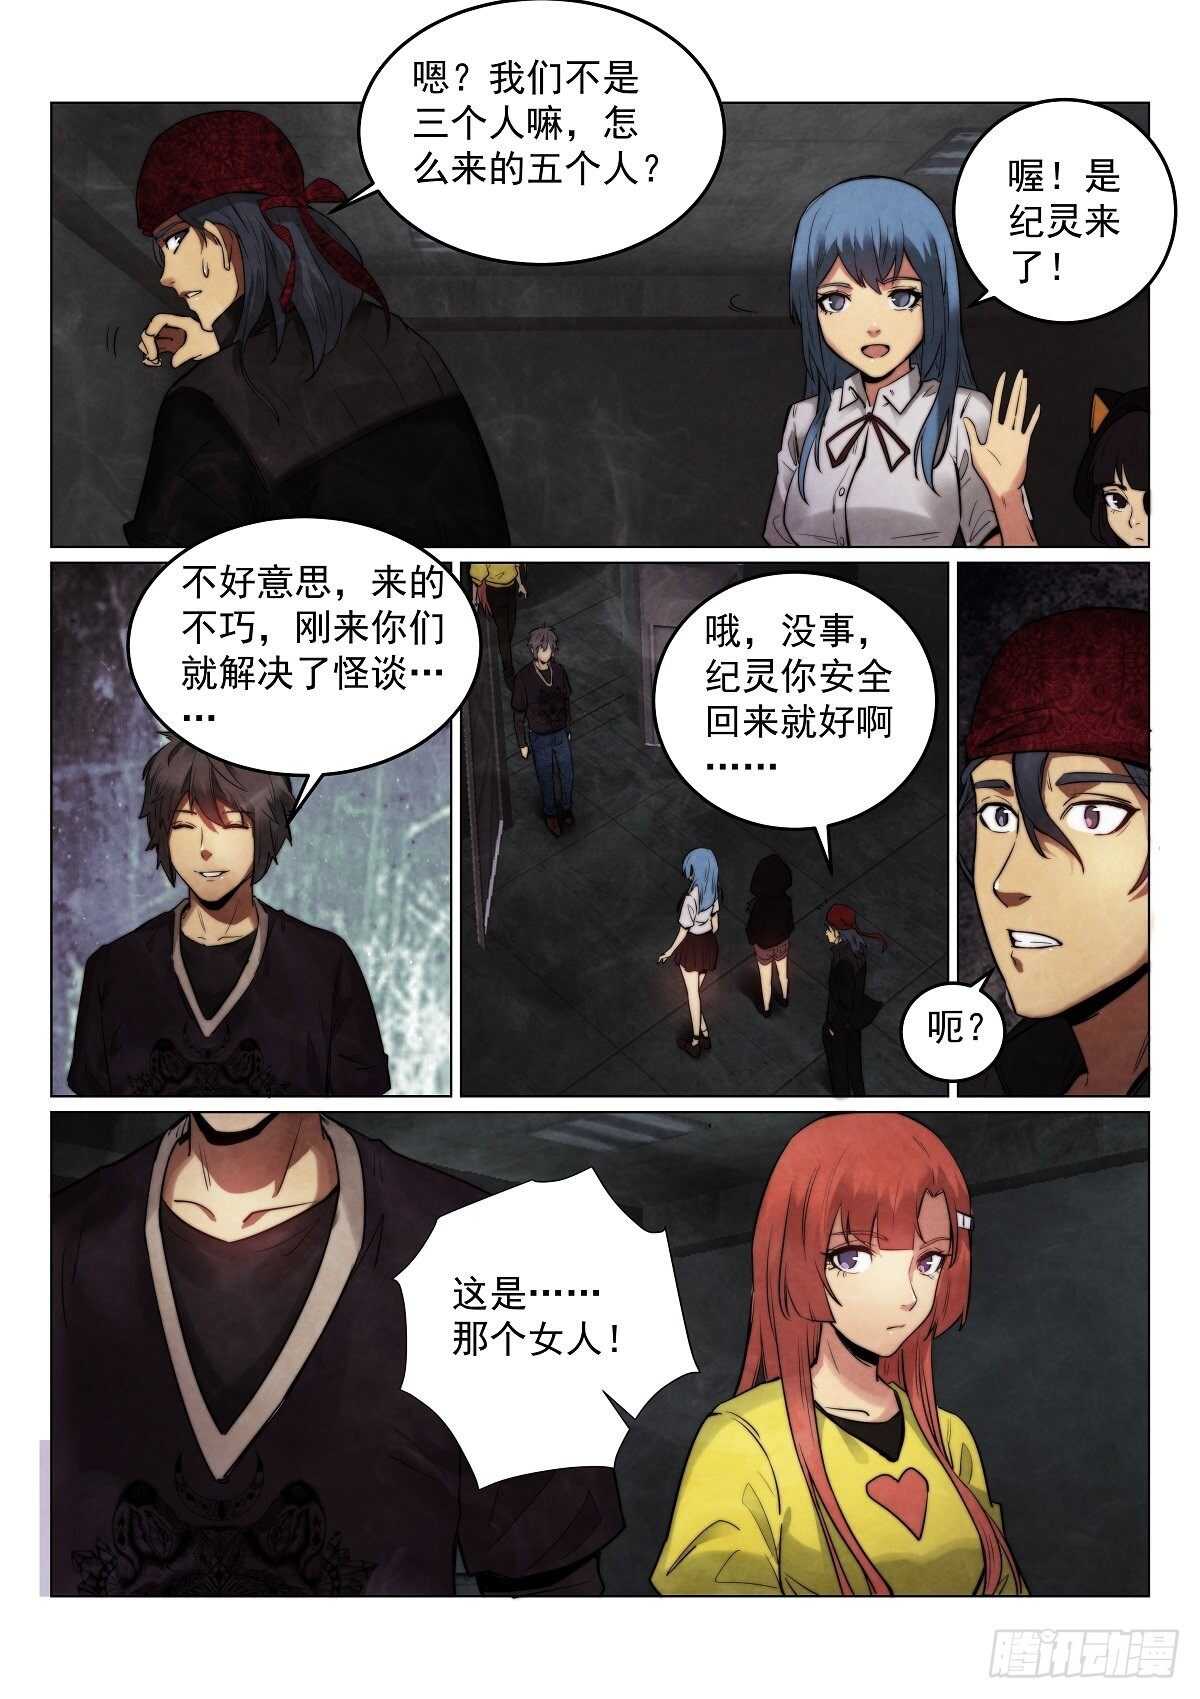 嗯？我们不是
三个人嘛，怎
么来的五个人？
喔！是
纪灵来
了！
不好意思，来的
不巧，刚来你们
就解决了怪谈…
…
哦，没事，
纪灵你安全
回来就好啊
……
呃？
这是……
那个女人！
腾讯动漫